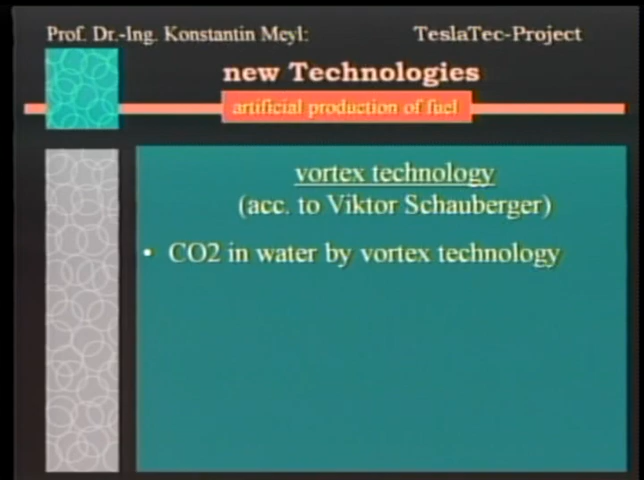 Prof. Dr.-Ing. Konstantin Meyl: TeslaTec-Project
new Technologies
artificial production of fuel
vortex technology
(acc. to Viktor Schauberger)
• CO2 in water by vortex technology